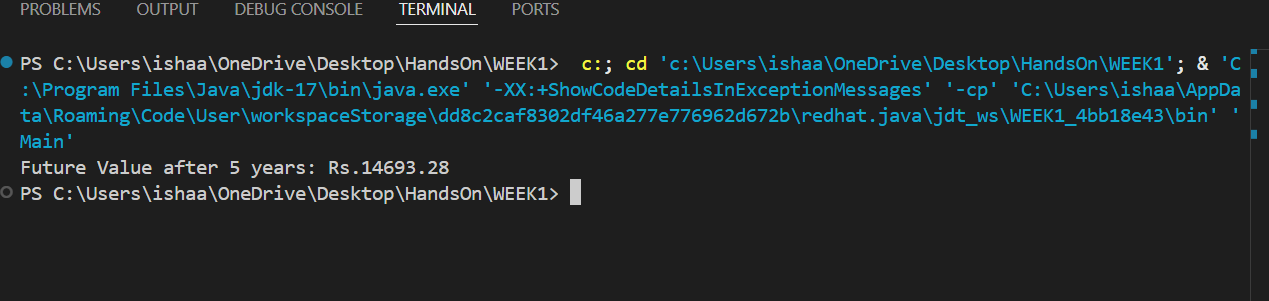 PROBLEMS OUTPUT DEBUG CONSOLE TERMINAL PORTS
PS C:\Users\ishaa\OneDrive\Desktop\HandsOn\WEEK1>  c:; cd 'c:\Users\ishaa\OneDrive\Desktop\HandsOn\WEEK1'; & 'C
:\Program Files\Java\jdk-17\bin\java.exe' '-XX:+ShowCodeDetailsInExceptionMessages' '-cp' 'C:\Users\ishaa\AppDa
ta\Roaming\Code\User\workspaceStorage\dd8c2caf8302df46a277e776962d672b\redhat.java\jdt_ws\WEEK1_4bb18e43\bin' '
Main'
Future Value after 5 years: Rs.14693.28
PS C:\Users\ishaa\OneDrive\Desktop\HandsOn\WEEK1>